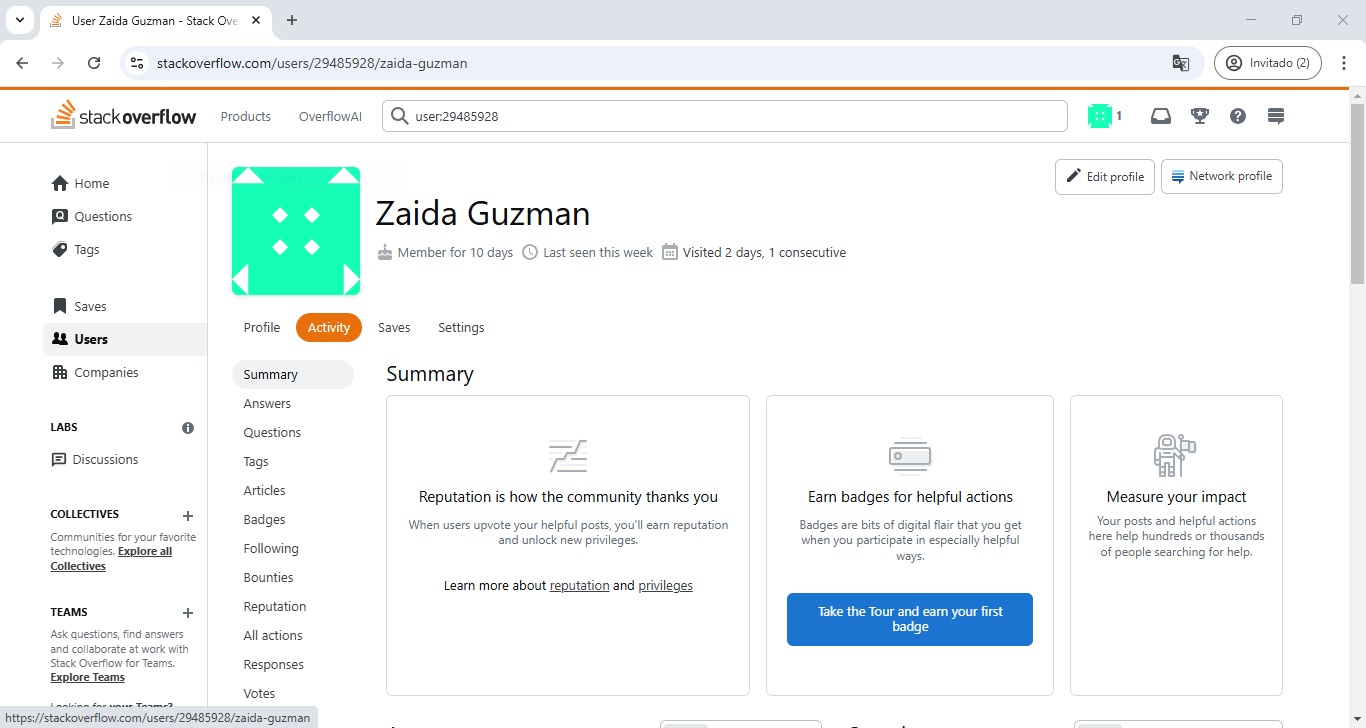 User Zaida Guzman - Stack Ove
stackoverflow.com/users/29485928/zaida-guzman
Invitado (2)
stackoverflow
Products
OverflowAI
user:29485928
1
Home
Questions
Tags
Saves
Users
Companies
LABS
Discussions
COLLECTIVES
Communities for your favorite
technologies. Explore all
Collectives
TEAMS
Ask questions, find answers
and collaborate at work with
Stack Overflow for Teams.
Explore Teams
Looking for your Teams?
Edit profile
Network profile
Zaida Guzman
Member for 10 days
Last seen this week
Visited 2 days, 1 consecutive
Profile
Activity
Saves
Settings
Summary
Answers
Questions
Tags
Articles
Badges
Following
Bounties
Reputation
All actions
Responses
Votes
Summary
Reputation is how the community thanks you
When users upvote your helpful posts, you'll earn reputation
and unlock new privileges.
Learn more about reputation and privileges
Earn badges for helpful actions
Badges are bits of digital flair that you get
when you participate in especially helpful
ways.
Take the Tour and earn your first
badge
Measure your impact
Your posts and helpful actions
here help hundreds or thousands
of people searching for help.
https://stackoverflow.com/users/29485928/zaida-guzman